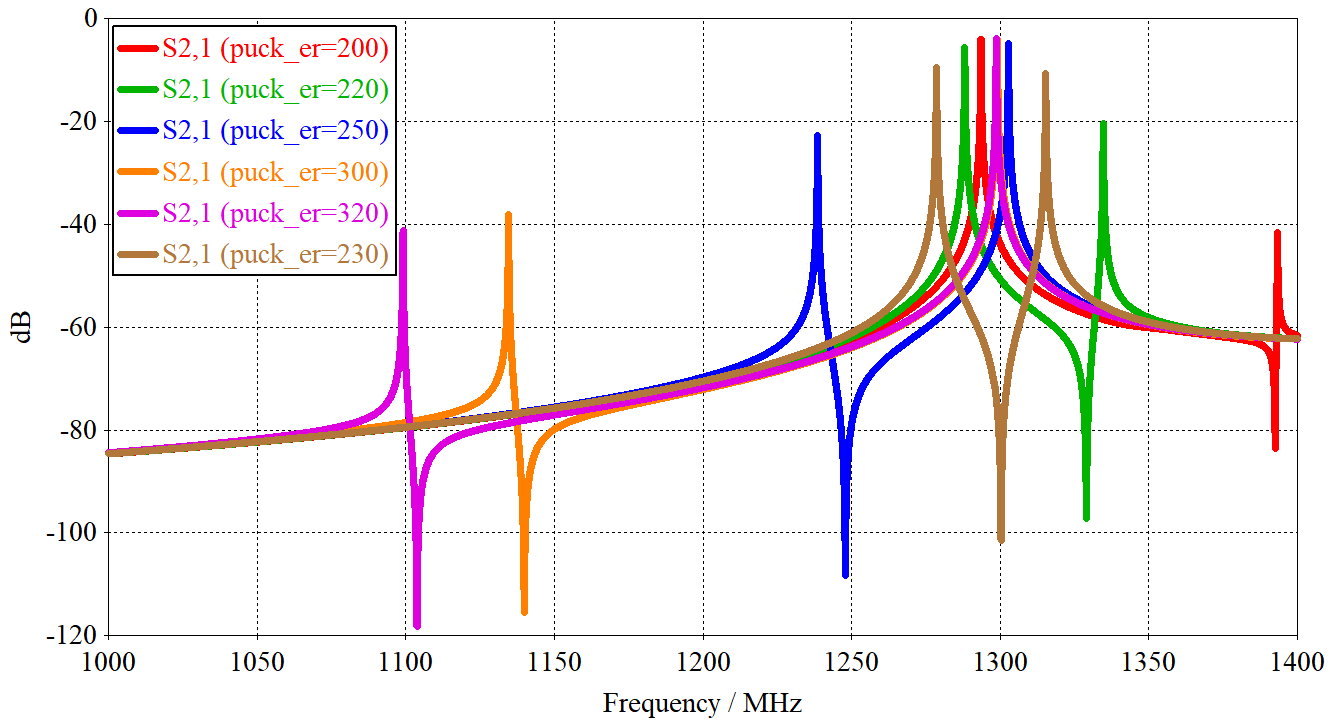 0
S2,1 (puck_er=200)
S2,1 (puck_er=220)
S2,1 (puck_er=250)
S2,1 (puck_er=300)
S2,1 (puck_er=320)
S2,1 (puck_er=230)
-20
-40
-60
-80
-100
-120
dB
1000 1050 1100 1150 1200 1250 1300 1350 1400
Frequency / MHz